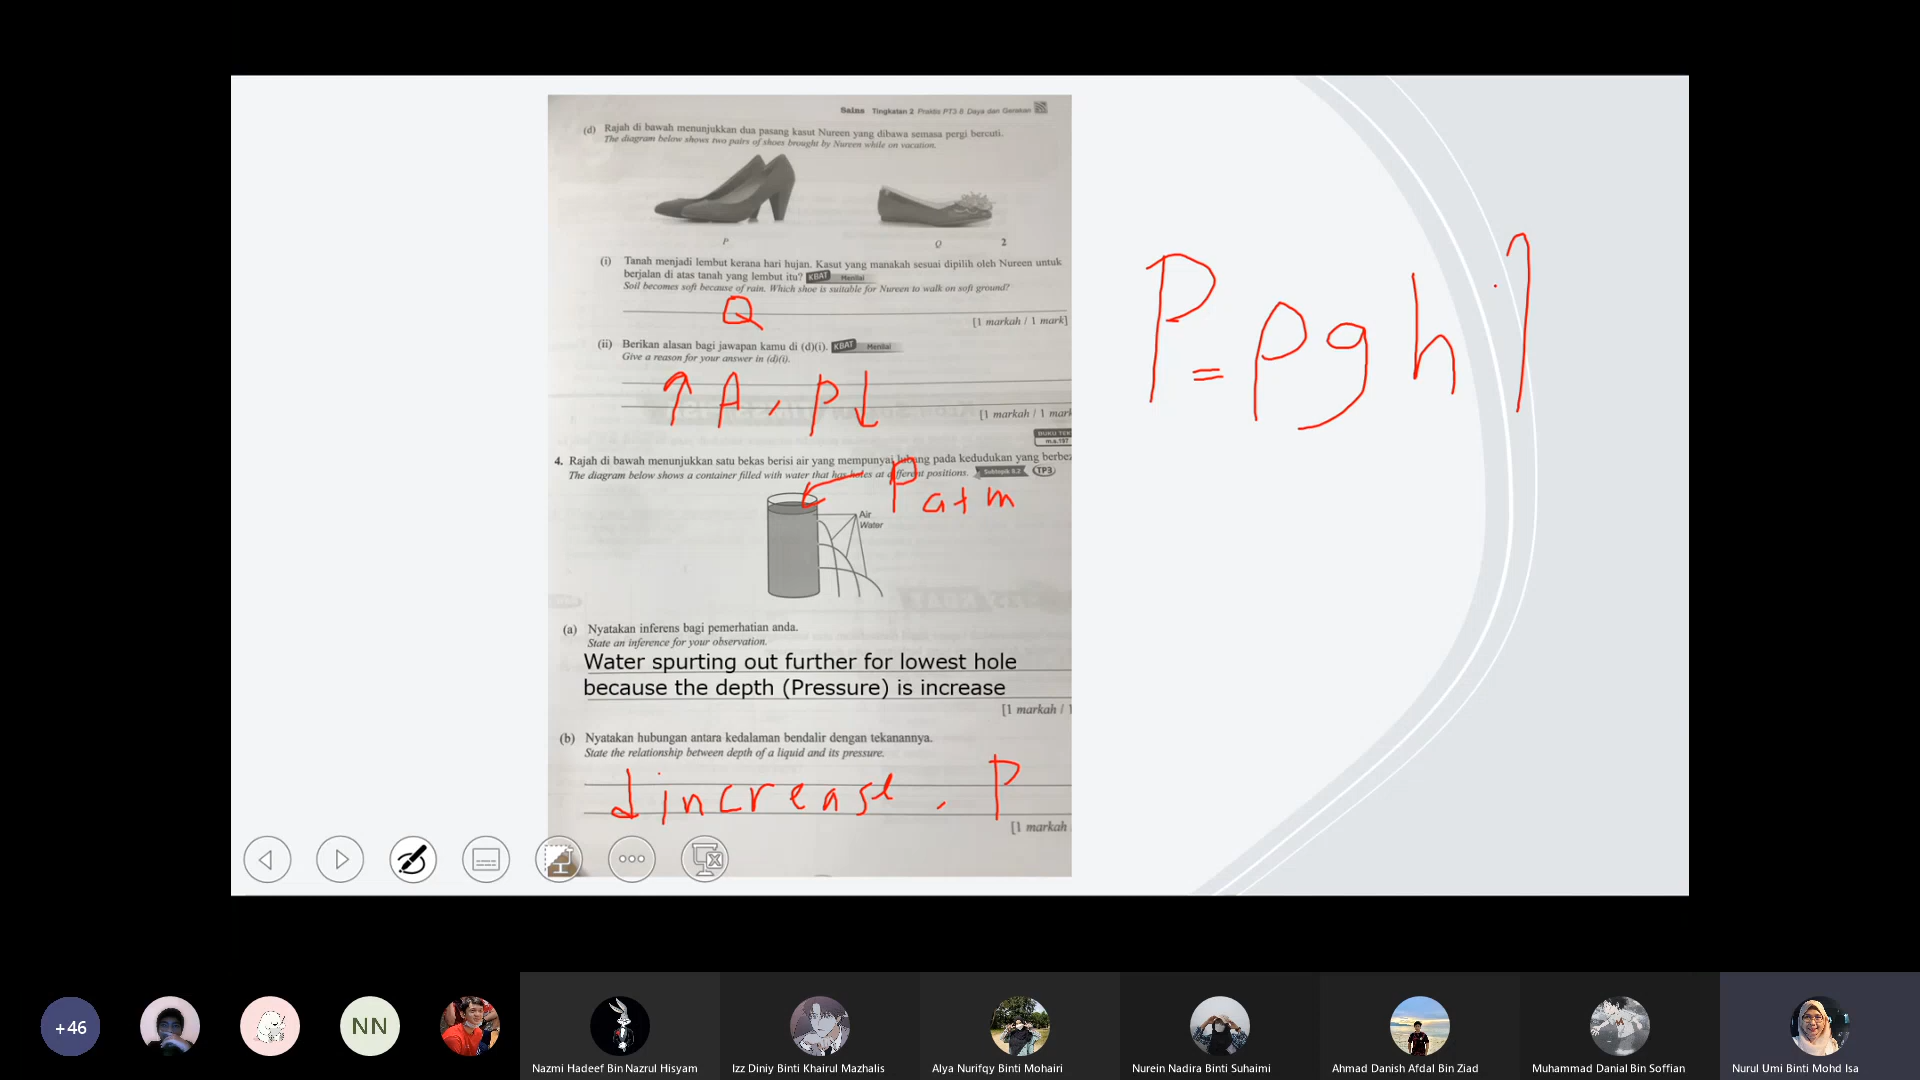 Sains Tingkatan 2 Praktis PT3 8: Daya dan Gerakan
(d) Rajah di bawah menunjukkan dua pasang kasut Nureen yang dibawa semasa pergi bercuti.
The diagram below shows two pairs of shoes brought by Nureen while on vacation.
P
Q
2
(i) Tanah menjadi lembut kerana hari hujan. Kasut yang manakah sesuai dipilih oleh Nureen untuk
berjalan di atas tanah yang lembut itu? KBAT Menilai
Soil becomes soft because of rain. Which shoe is suitable for Nureen to walk on soft ground?
Q
[1 markah / 1 mark]
(ii) Berikan alasan bagi jawapan kamu di (d)(i). KBAT Menilai
Give a reason for your answer in (d)(i).
↑ A, P↓
[1 markah / 1 mark
BUKU TEK
m.s.197
4. Rajah di bawah menunjukkan satu bekas berisi air yang mempunyai lubang pada kedudukan yang berbez
The diagram below shows a container filled with water that has holes at different positions. Subtopik 8.2 TP3
P atm
Air
Water
(a) Nyatakan inferens bagi pemerhatian anda.
State an inference for your observation.
Water spurting out further for lowest hole
because the depth (Pressure) is increase
[1 markah / 1
(b) Nyatakan hubungan antara kedalaman bendalir dengan tekanannya.
State the relationship between depth of a liquid and its pressure.
↓ increase, P
[1 markah
P = ρgh ↑
+46
NN
Nazmi Hadeef Bin Nazrul Hisyam
Izz Diniy Binti Khairul Mazhalis
Alya Nurifqy Binti Mohairi
Nurein Nadira Binti Suhaimi
Ahmad Danish Afdal Bin Ziad
Muhammad Danial Bin Soffian
Nurul Umi Binti Mohd Isa